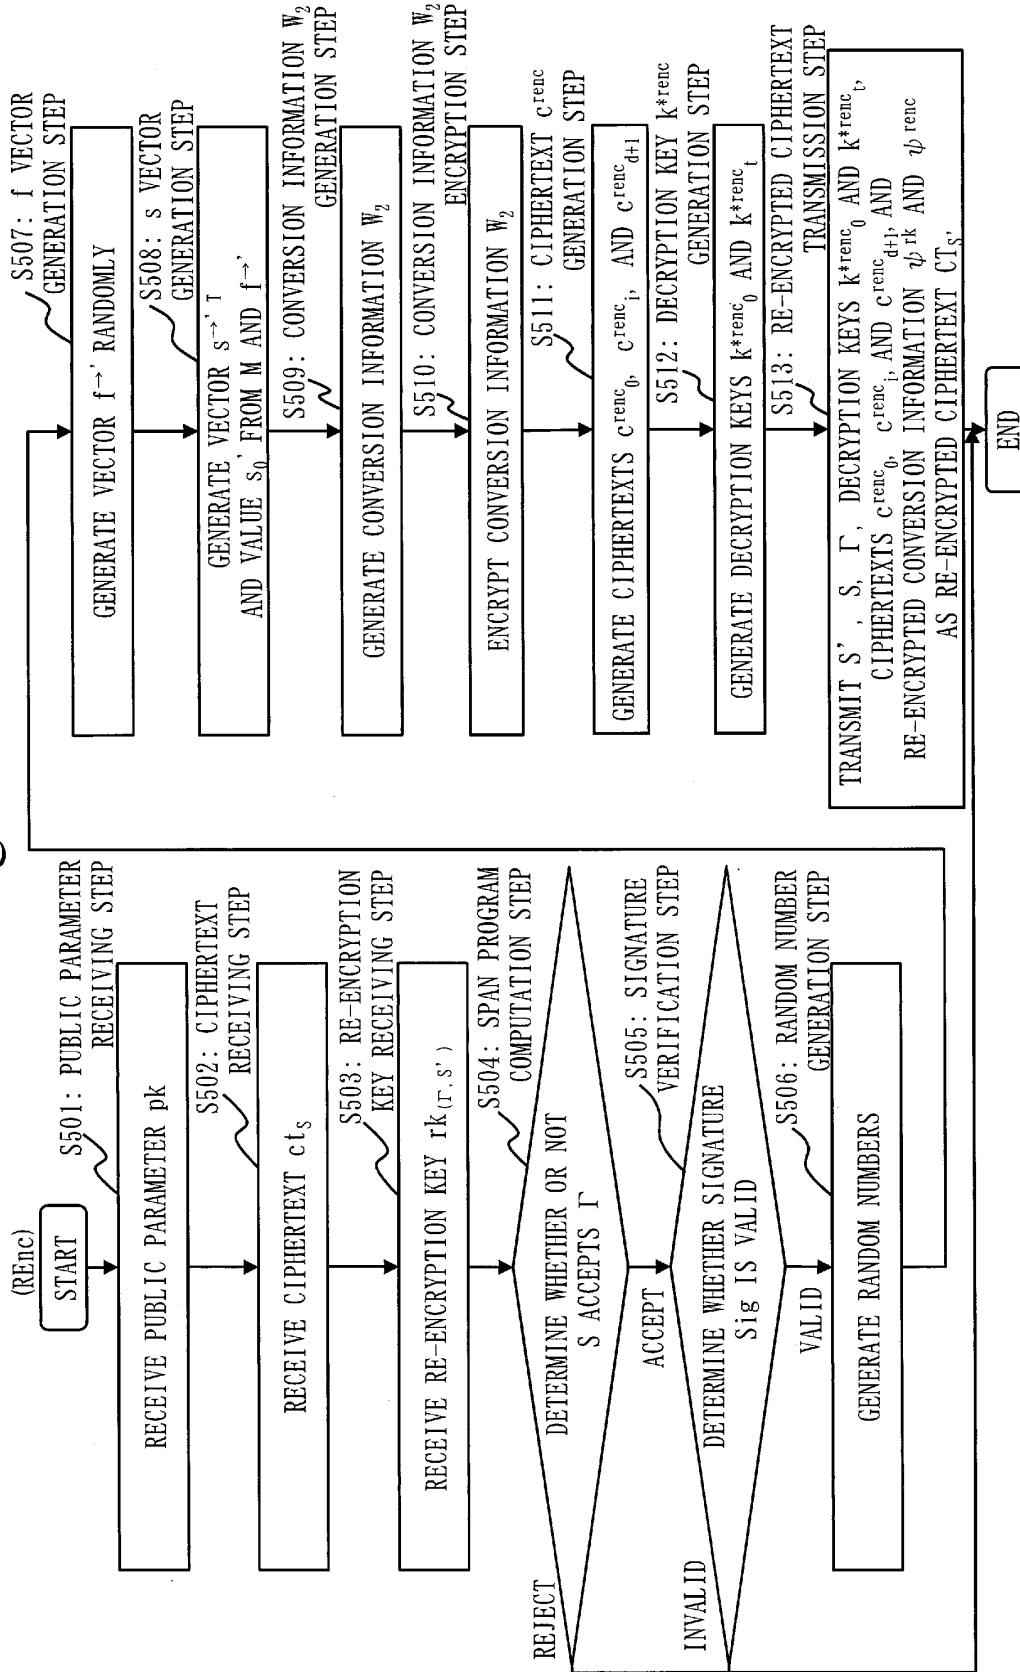 (REnc)
START
S501: PUBLIC PARAMETER
RECEIVING STEP
RECEIVE PUBLIC PARAMETER pk
S502: CIPHERTEXT
RECEIVING STEP
RECEIVE CIPHERTEXT ct_S
S503: RE-ENCRYPTION
KEY RECEIVING STEP
RECEIVE RE-ENCRYPTION KEY rk_(Γ, S')
S504: SPAN PROGRAM
COMPUTATION STEP
DETERMINE WHETHER OR NOT
S ACCEPTS Γ
REJECT
ACCEPT
S505: SIGNATURE
VERIFICATION STEP
DETERMINE WHETHER SIGNATURE
Sig IS VALID
INVALID
VALID
S506: RANDOM NUMBER
GENERATION STEP
GENERATE RANDOM NUMBERS
S507: f VECTOR
GENERATION STEP
GENERATE VECTOR f^→' RANDOMLY
S508: s VECTOR
GENERATION STEP
GENERATE VECTOR s^→'T
AND VALUE s_0' FROM M AND f^→'
S509: CONVERSION INFORMATION W_2
GENERATION STEP
GENERATE CONVERSION INFORMATION W_2
S510: CONVERSION INFORMATION W_2
ENCRYPTION STEP
ENCRYPT CONVERSION INFORMATION W_2
S511: CIPHERTEXT c^renc
GENERATION STEP
GENERATE CIPHERTEXTS c^renc_0, c^renc_i, AND c^renc_d+1
S512: DECRYPTION KEY k^*renc
GENERATION STEP
GENERATE DECRYPTION KEYS k^*renc_0 AND k^*renc_t
S513: RE-ENCRYPTED CIPHERTEXT
TRANSMISSION STEP
TRANSMIT S', S, Γ, DECRYPTION KEYS k^*renc_0 AND k^*renc_t,
CIPHERTEXTS c^renc_0, c^renc_i, AND c^renc_d+1, AND
RE-ENCRYPTED CONVERSION INFORMATION ψ^rk AND ψ^renc
AS RE-ENCRYPTED CIPHERTEXT CT_S'
END